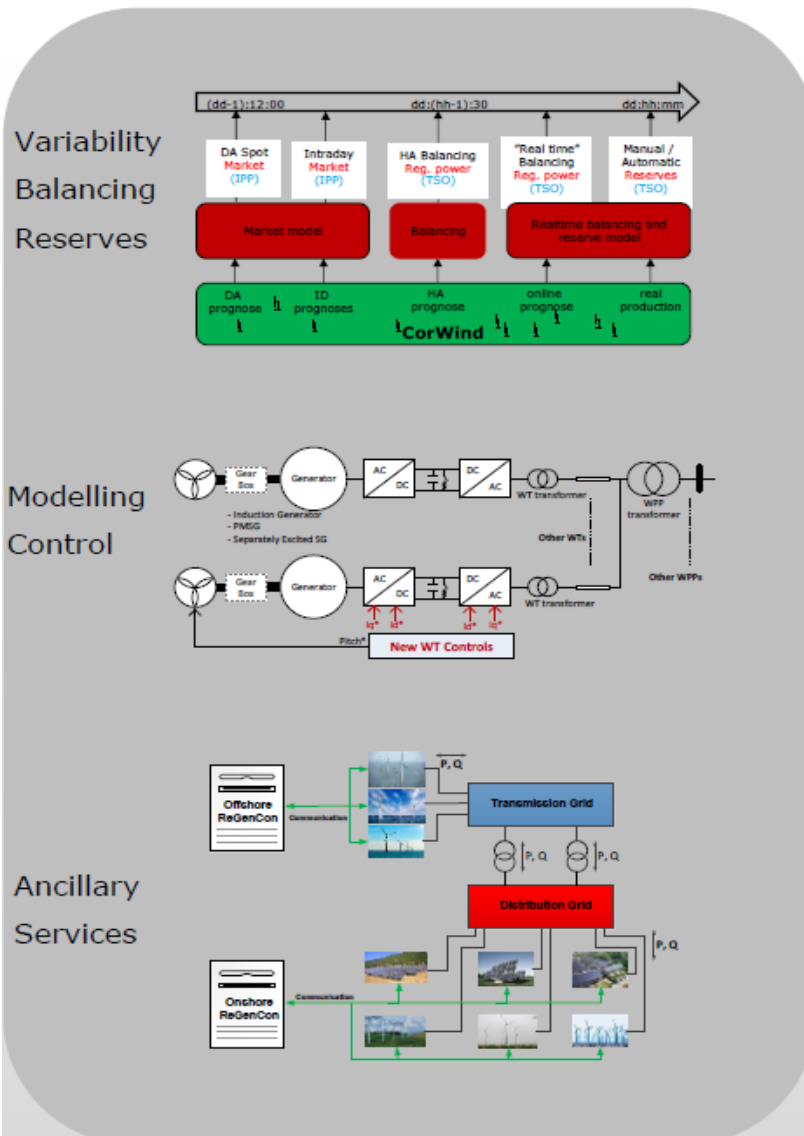 (dd-1):12:00 dd:(hh-1):30 dd:hh:mm
Variability
Balancing
Reserves
DA Spot
Market
(IPP)
Intraday
Market
(IPP)
HA Balancing
Reg. power
(TSO)
"Real time"
Balancing
Reg. power
(TSO)
Manual /
Automatic
Reserves
(TSO)
Market model
Balancing
Realtime balancing and
reserve model
DA
prognose
ID
prognoses
HA
prognose
online
prognose
real
production
CorWind
Modelling
Control
Gear
Box
Generator
AC
DC
DC
AC
WT transformer
WPP
transformer
- Induction Generator
- PMSG
- Separately Excited SG
Other WTs
Other WPPs
Gear
Box
Generator
AC
DC
DC
AC
WT transformer
Iq* Id* Id* Iq*
Pitch*
New WT Controls
Ancillary
Services
Offshore
ReGenCon
Communication
P, Q
Transmission Grid
P, Q
P, Q
Distribution Grid
P, Q
Onshore
ReGenCon
Communication